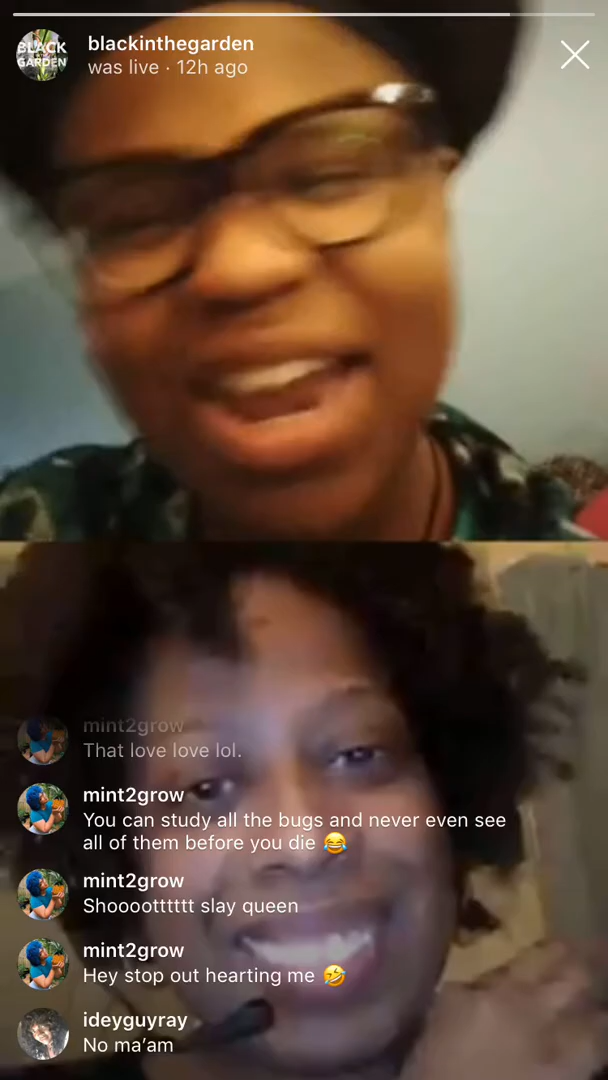 BLACK
GARDEN
blackinthegarden
was live · 12h ago
mint2grow
That love love lol.
mint2grow
You can study all the bugs and never even see
all of them before you die 😂
mint2grow
Shoooottttttt slay queen
mint2grow
Hey stop out hearting me 🤣
ideyguyray
No ma’am